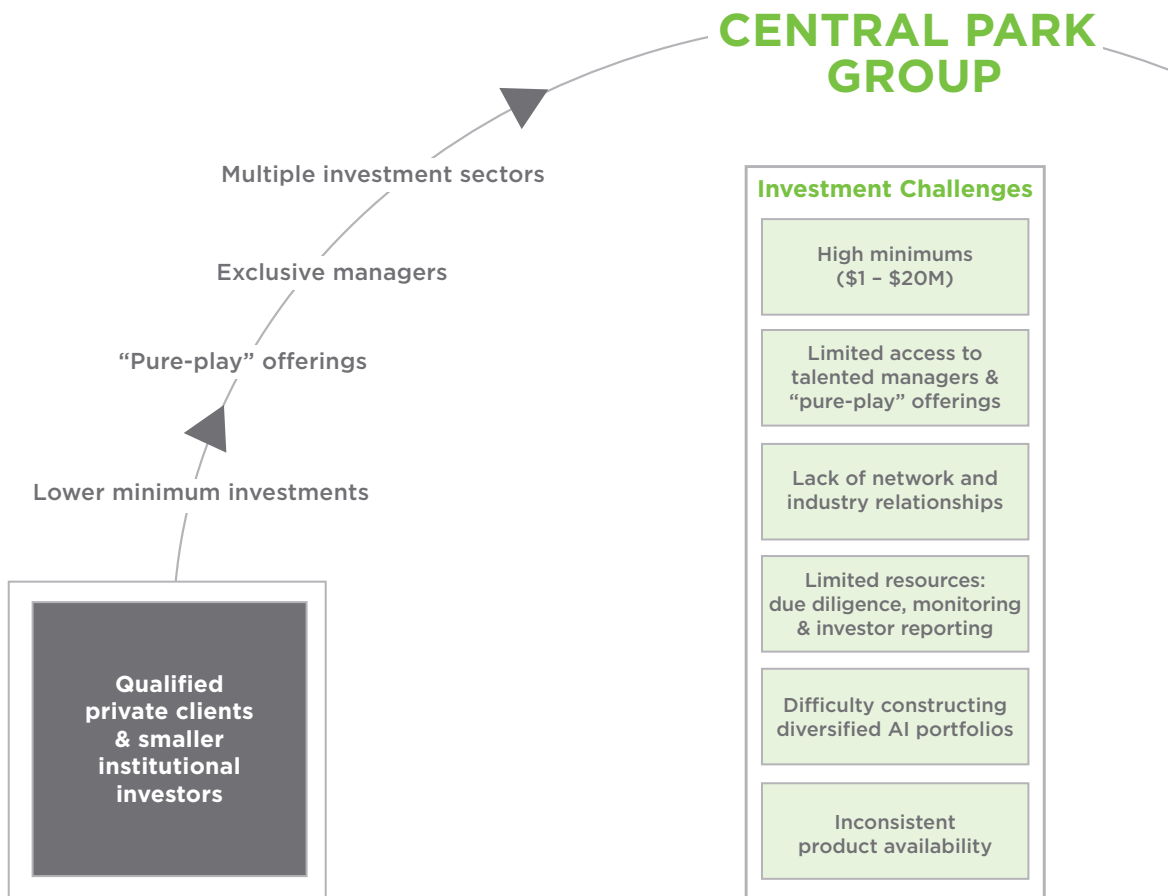 CENTRAL PARK
GROUP
Multiple investment sectors
Exclusive managers
“Pure-play” offerings
Lower minimum investments
Qualified
private clients
& smaller
institutional
investors
Investment Challenges
High minimums
($1 – $20M)
Limited access to
talented managers &
“pure-play” offerings
Lack of network and
industry relationships
Limited resources:
due diligence, monitoring
& investor reporting
Difficulty constructing
diversified AI portfolios
Inconsistent
product availability